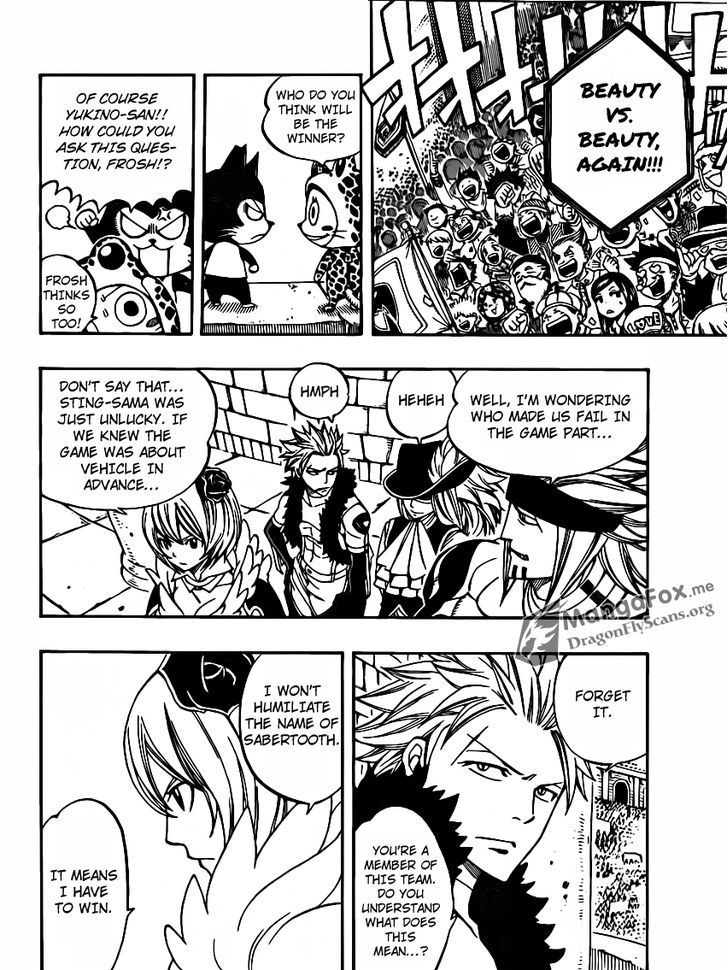 BEAUTY
VS.
BEAUTY,
AGAIN!!!
WHO DO YOU
THINK WILL
BE THE
WINNER?
OF COURSE
YUKINO-SAN!!
HOW COULD YOU
ASK THIS QUES-
TION, FROSH!?
FROSH
THINKS
SO
TOO!
WELL, I'M WONDERING
WHO MADE US FAIL IN
THE GAME PART...
HEHEH
HMPH
DON'T SAY THAT...
STING-SAMA WAS
JUST UNLUCKY. IF
WE KNEW THE
GAME WAS ABOUT
VEHICLE IN
ADVANCE...
MangaFox.me
DragonFlyScans.org
FORGET
IT.
YOU'RE A
MEMBER OF
THIS TEAM.
DO YOU
UNDERSTAND
WHAT DOES
THIS
MEAN...?
I WON'T
HUMILIATE
THE NAME OF
SABERTOOTH.
IT MEANS
I HAVE
TO WIN.
LOVE